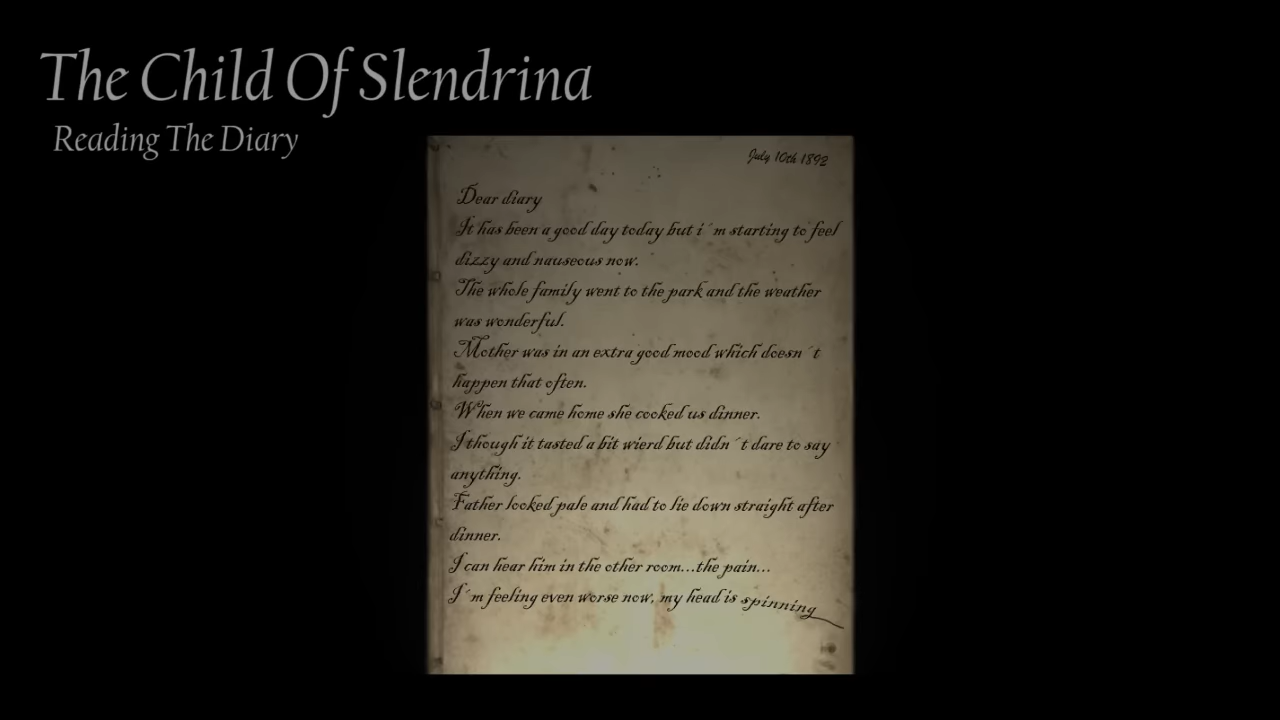 The Child Of Slendrina
Reading The Diary
July 10th 1892
Dear diary
It has been a good day today but i´m starting to feel
dizzy and nauseous now.
The whole family went to the park and the weather
was wonderful.
Mother was in an extra good mood which doesn´t
happen that often.
When we came home she cooked us dinner.
I though it tasted a bit wierd but didn´t dare to say
anything.
Father looked pale and had to lie down straight after
dinner.
I can hear him in the other room...the pain...
I´m feeling even worse now, my head is spinning